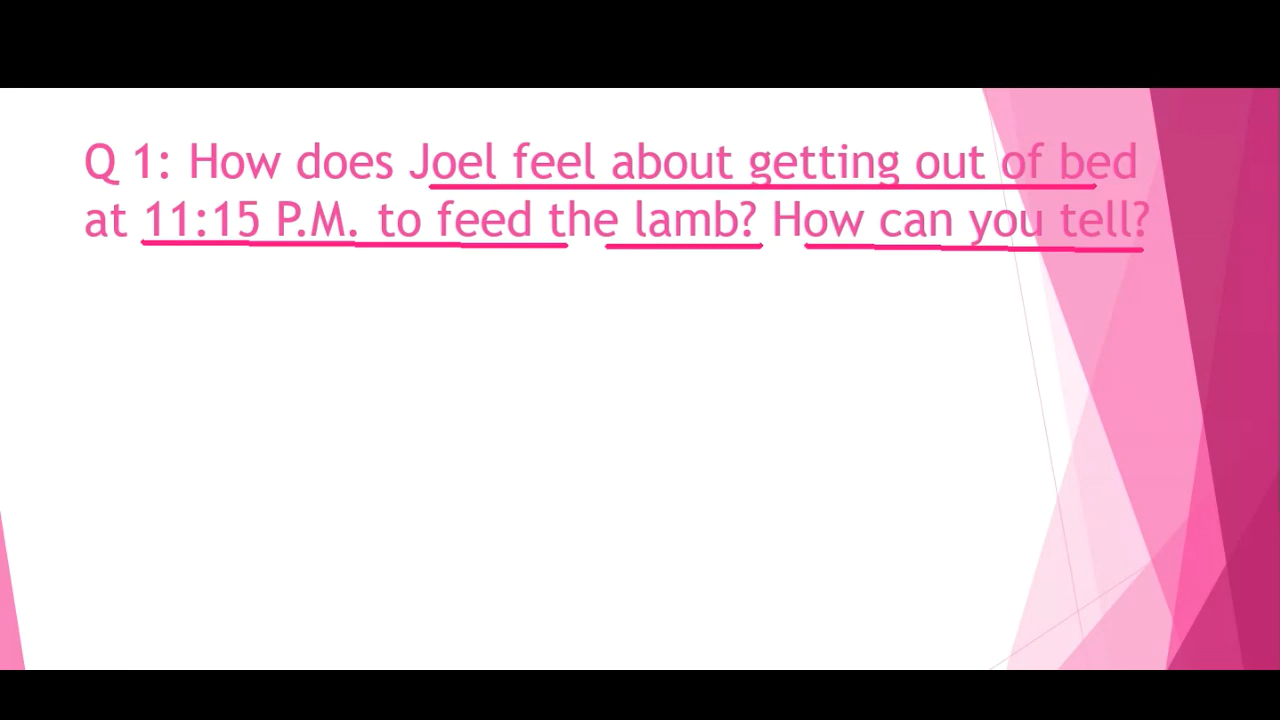 Q 1: How does Joel feel about getting out of bed
at 11:15 P.M. to feed the lamb? How can you tell?